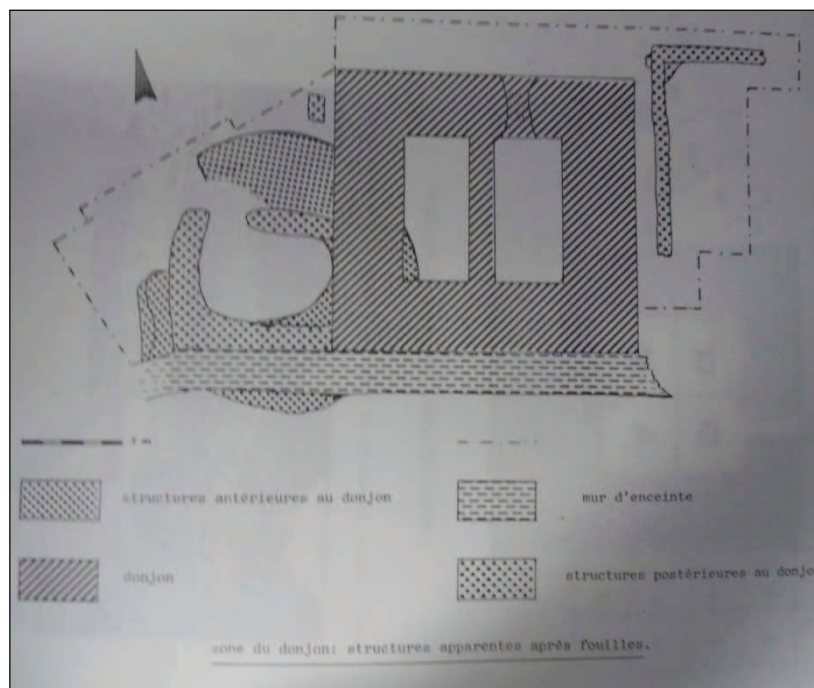 m
structures antérieures au donjon
mur d'enceinte
donjon
structures postérieures au donjo
zone du donjon: structures apparentes après fouilles.